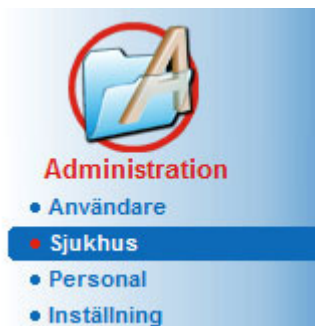 Administration
Användare
Sjukhus
Personal
Inställning